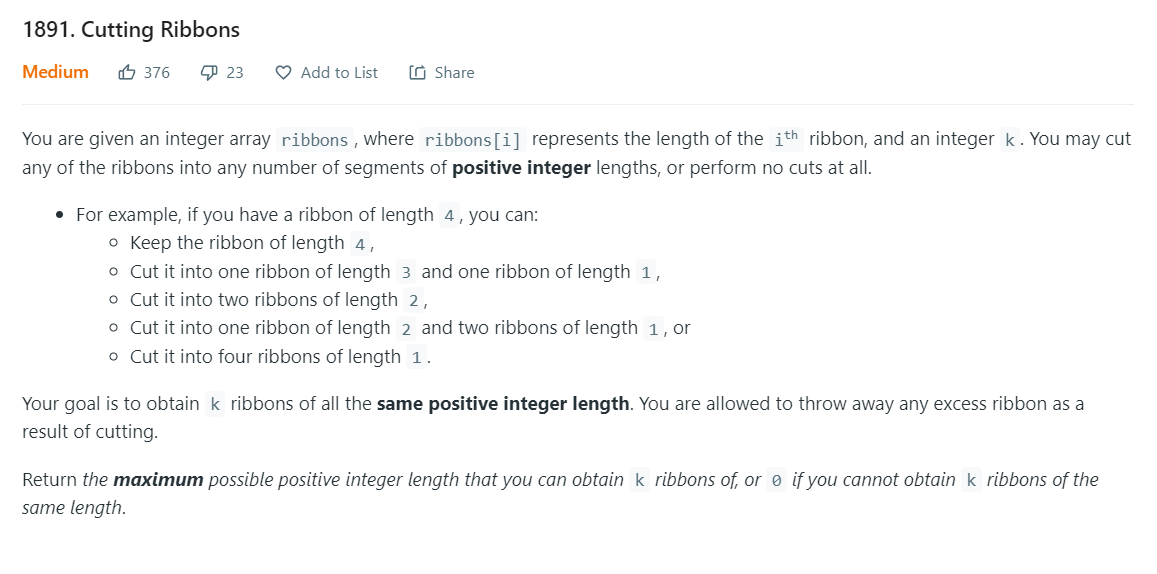 1891. Cutting Ribbons
Medium 376 23 Add to List Share
You are given an integer array ribbons, where ribbons[i] represents the length of the ith ribbon, and an integer k. You may cut
any of the ribbons into any number of segments of positive integer lengths, or perform no cuts at all.
• For example, if you have a ribbon of length 4, you can:
◦ Keep the ribbon of length 4,
◦ Cut it into one ribbon of length 3 and one ribbon of length 1,
◦ Cut it into two ribbons of length 2,
◦ Cut it into one ribbon of length 2 and two ribbons of length 1, or
◦ Cut it into four ribbons of length 1.
Your goal is to obtain k ribbons of all the same positive integer length. You are allowed to throw away any excess ribbon as a
result of cutting.
Return the maximum possible positive integer length that you can obtain k ribbons of, or 0 if you cannot obtain k ribbons of the
same length.